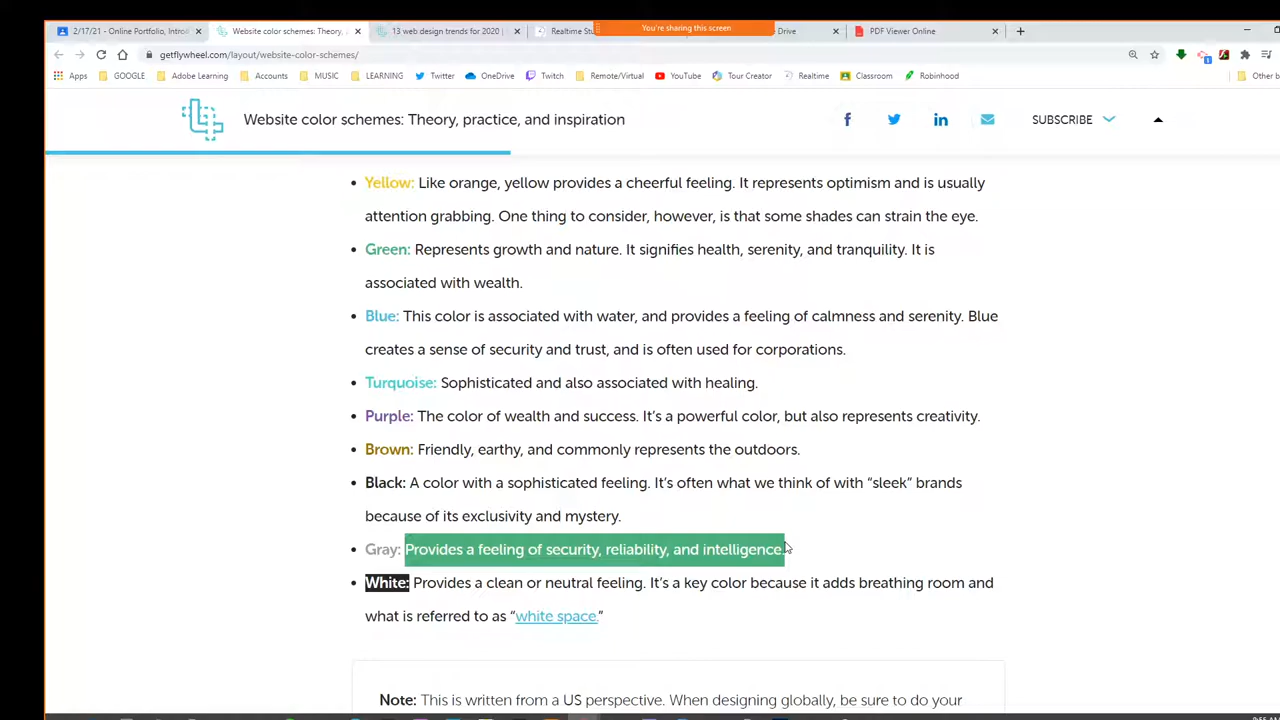 You're sharing this screen
2/17/21 - Online Portfolio, Introd
Website color schemes: Theory,
13 web design trends for 2020 |
Realtime Stu
Drive
PDF Viewer Online
getflywheel.com/layout/website-color-schemes/
Apps GOOGLE Adobe Learning Accounts MUSIC LEARNING Twitter OneDrive Twitch Remote/Virtual YouTube Tour Creator Realtime Classroom Robinhood Other b
Website color schemes: Theory, practice, and inspiration
SUBSCRIBE
• Yellow: Like orange, yellow provides a cheerful feeling. It represents optimism and is usually
attention grabbing. One thing to consider, however, is that some shades can strain the eye.
• Green: Represents growth and nature. It signifies health, serenity, and tranquility. It is
associated with wealth.
• Blue: This color is associated with water, and provides a feeling of calmness and serenity. Blue
creates a sense of security and trust, and is often used for corporations.
• Turquoise: Sophisticated and also associated with healing.
• Purple: The color of wealth and success. It’s a powerful color, but also represents creativity.
• Brown: Friendly, earthy, and commonly represents the outdoors.
• Black: A color with a sophisticated feeling. It’s often what we think of with “sleek” brands
because of its exclusivity and mystery.
• Gray: Provides a feeling of security, reliability, and intelligence.
• White: Provides a clean or neutral feeling. It’s a key color because it adds breathing room and
what is referred to as “white space.”
Note: This is written from a US perspective. When designing globally, be sure to do your